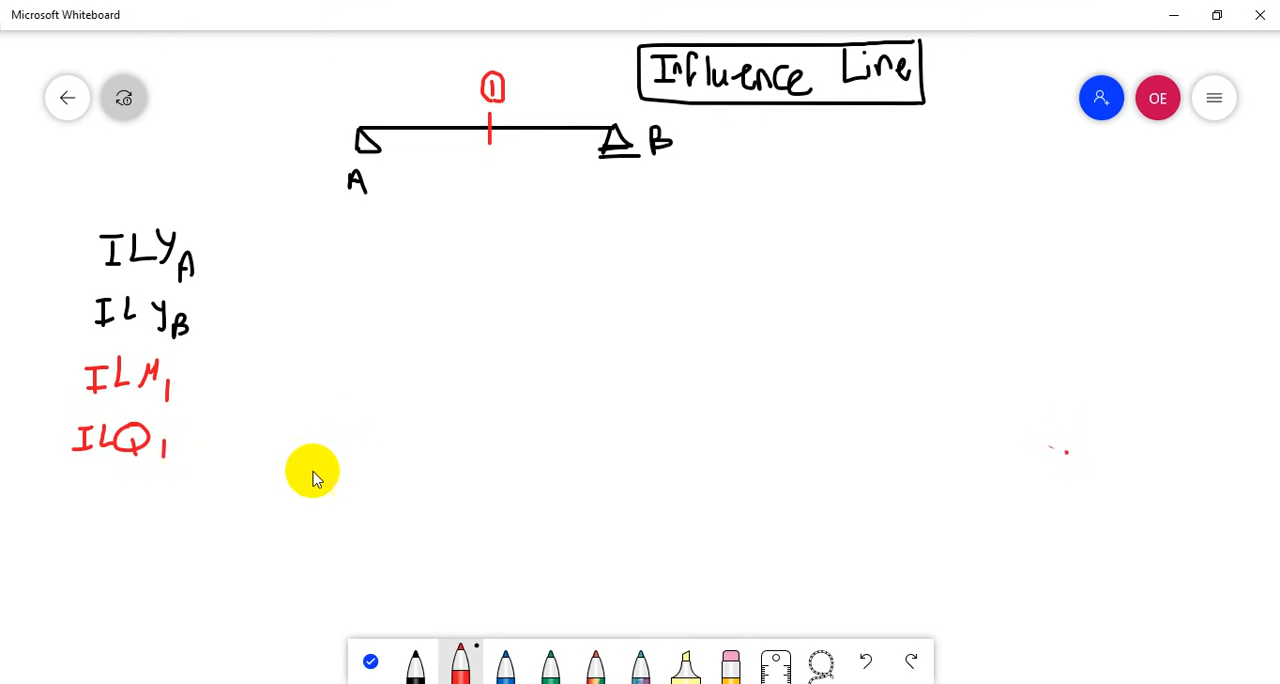 Microsoft Whiteboard
Influence Line
1
OE
A
B
ILYA
ILyB
ILM1
ILQ1